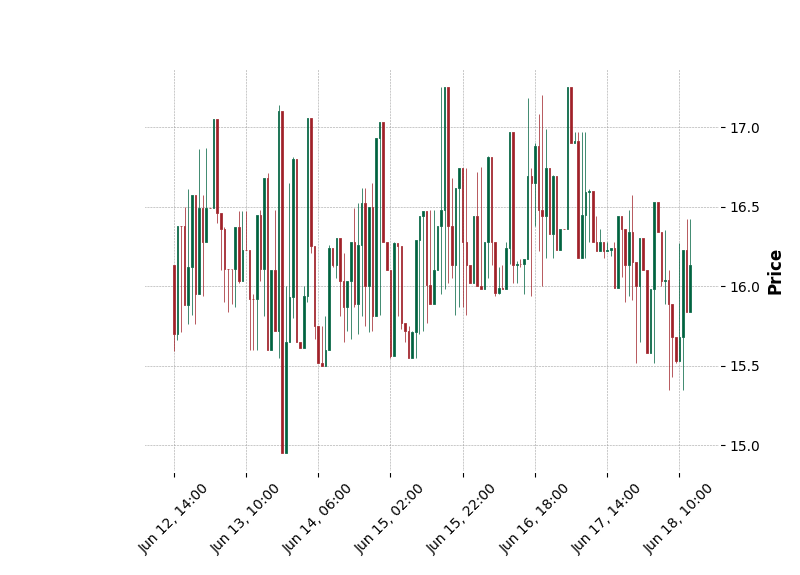 17.0
16.5
16.0
15.5
15.0
Price
Jun 12, 14:00
Jun 13, 10:00
Jun 14, 06:00
Jun 15, 02:00
Jun 15, 22:00
Jun 16, 18:00
Jun 17, 14:00
Jun 18, 10:00